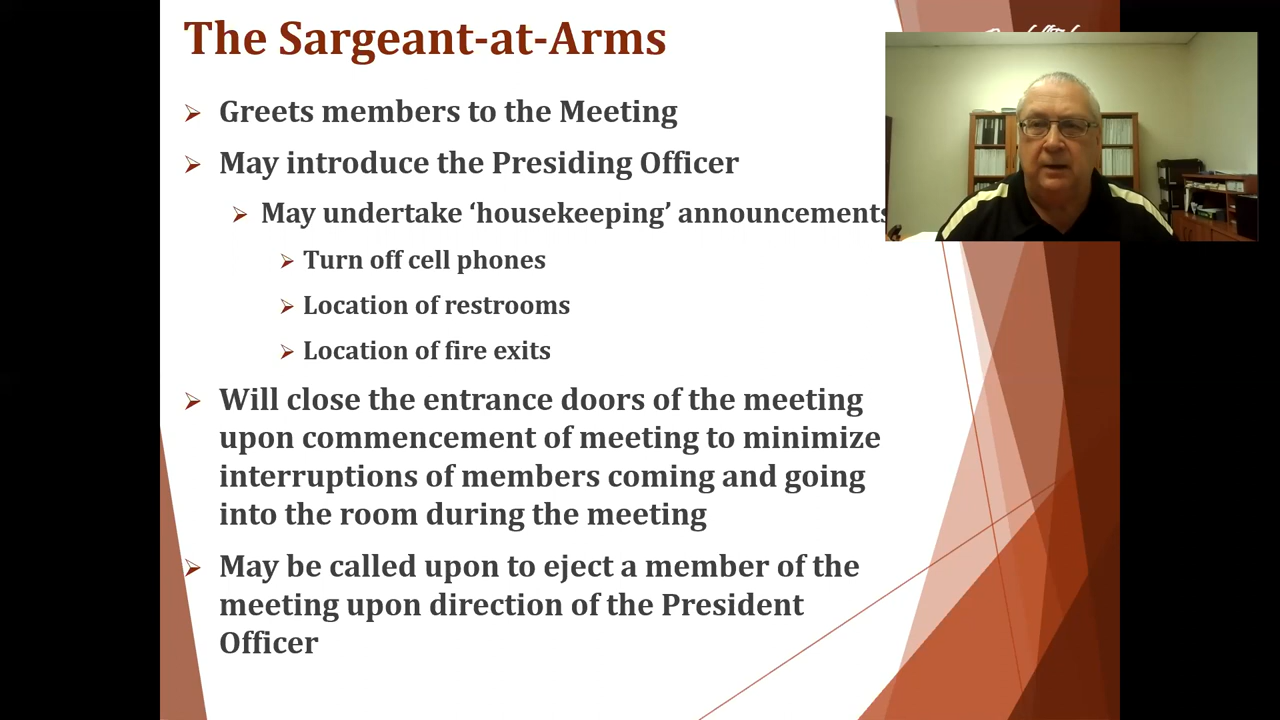 The Sargeant-at-Arms
Greets members to the Meeting
May introduce the Presiding Officer
May undertake ‘housekeeping’ announcements
Turn off cell phones
Location of restrooms
Location of fire exits
Will close the entrance doors of the meeting
upon commencement of meeting to minimize
interruptions of members coming and going
into the room during the meeting
May be called upon to eject a member of the
meeting upon direction of the President
Officer